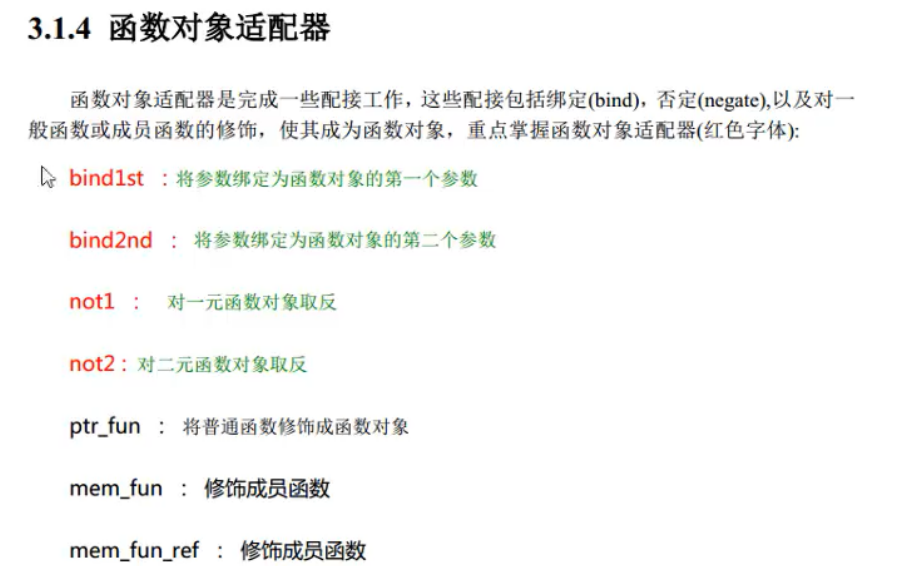 3.1.4 函数对象适配器
函数对象适配器是完成一些配接工作，这些配接包括绑定(bind)，否定(negate),以及对一
般函数或成员函数的修饰，使其成为函数对象，重点掌握函数对象适配器(红色字体):
bind1st ：将参数绑定为函数对象的第一个参数
bind2nd ： 将参数绑定为函数对象的第二个参数
not1 ： 对一元函数对象取反
not2：对二元函数对象取反
ptr_fun ： 将普通函数修饰成函数对象
mem_fun ： 修饰成员函数
mem_fun_ref ： 修饰成员函数